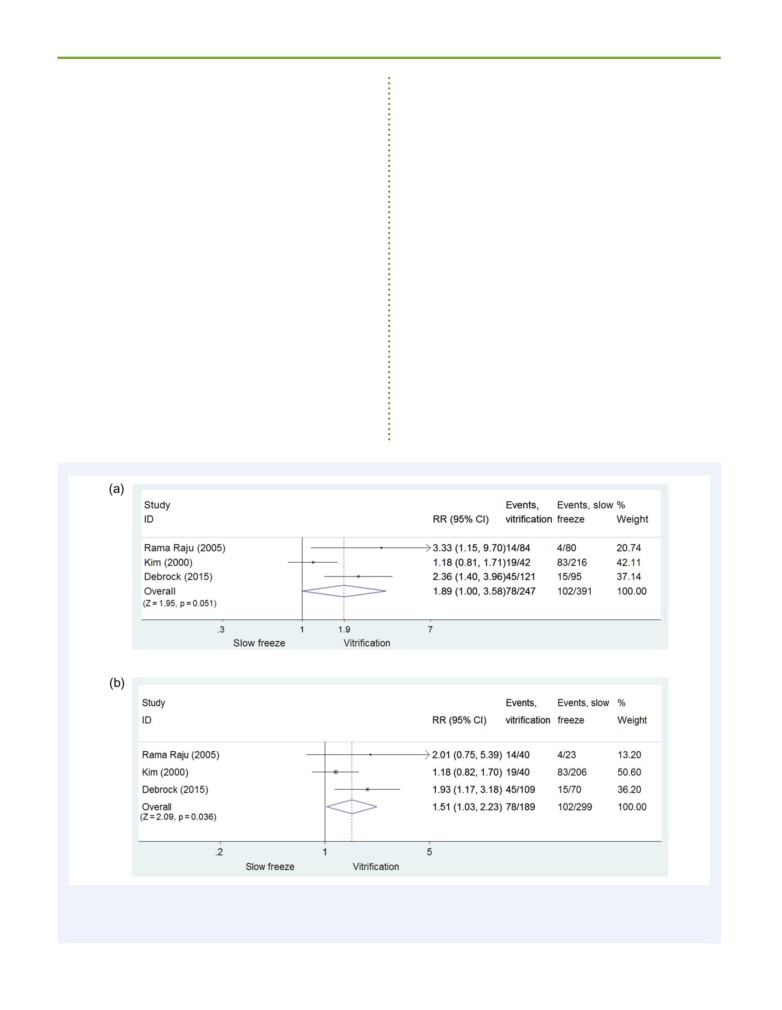 (a)
Study Events, Events, slow %
ID RR (95% CI) vitrification freeze Weight
Rama Raju (2005) 3.33 (1.15, 9.70)14/84 4/80 20.74
Kim (2000) 1.18 (0.81, 1.71)19/42 83/216 42.11
Debrock (2015) 2.36 (1.40, 3.96)45/121 15/95 37.14
Overall 1.89 (1.00, 3.58)78/247 102/391 100.00
(Z = 1.95, p = 0.051)
.3 1 1.9 7
Slow freeze Vitrification
(b)
Study Events, Events, slow %
ID RR (95% CI) vitrification freeze Weight
Rama Raju (2005) 2.01 (0.75, 5.39) 14/40 4/23 13.20
Kim (2000) 1.18 (0.82, 1.70) 19/40 83/206 50.60
Debrock (2015) 1.93 (1.17, 3.18) 45/109 15/70 36.20
Overall 1.51 (1.03, 2.23) 78/189 102/299 100.00
(Z = 2.09, p = 0.036)
.2 1 5
Slow freeze Vitrification